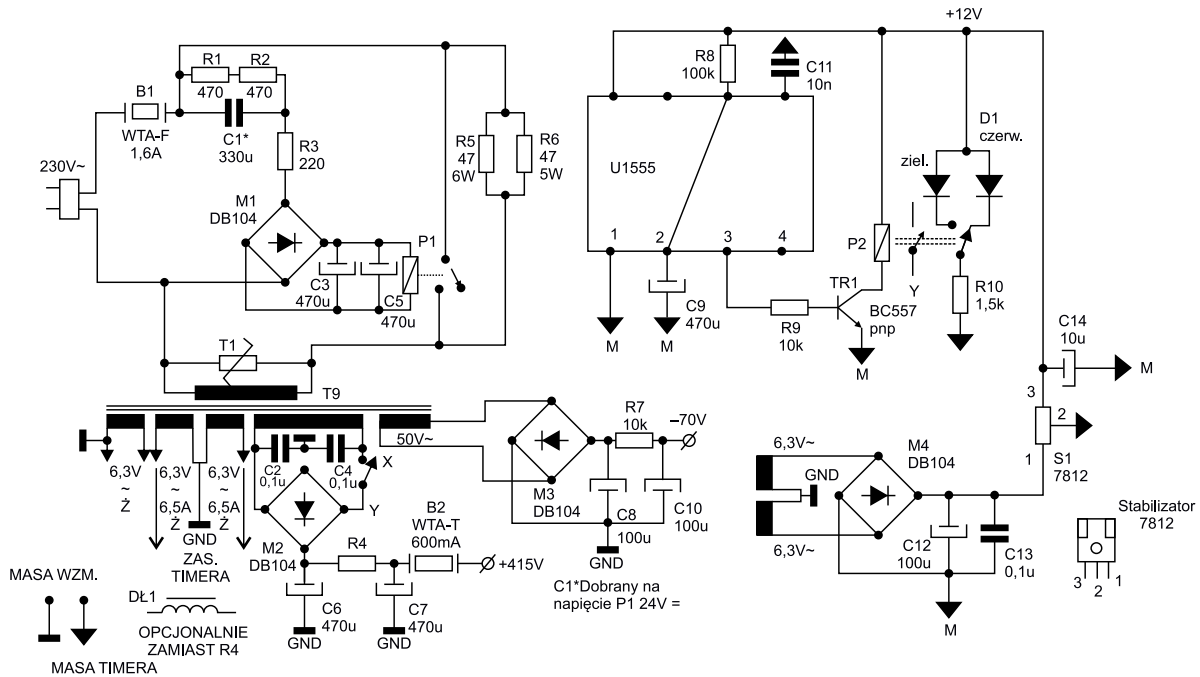 +12V
R1
470
R2
470
B1
WTA-F
1,6A
C1*
330u
R3
220
230V~
M1
DB104
C3
470u
C5
470u
P1
R5
47
6W
R6
47
5W
T1
T9
R8
100k
C11
10n
U1555
1
2
3
4
C9
470u
M
R9
10k
TR1
BC557
pnp
M
P2
D1
czerw.
ziel.
Y
R10
1,5k
C14
10u
M
3
2
1
S1
7812
6,3V~
GND
6,3V~
M4
DB104
C12
100u
C13
0,1u
M
Stabilizator
7812
3
2
1
6,3V
~
Ż
6,3V
~
6,5A
Ż
6,3V
~
6,5A
Ż
GND
ZAS.
TIMERA
C2
0,1u
C4
0,1u
X
Y
50V~
M2
DB104
R4
B2
WTA-T
600mA
+415V
C6
470u
GND
C7
470u
GND
M3
DB104
R7
10k
–70V
C8
100u
C10
100u
GND
C1*Dobrany na
napięcie P1 24V =
MASA WZM.
MASA TIMERA
DŁ1
OPCJONALNIE
ZAMIAST R4